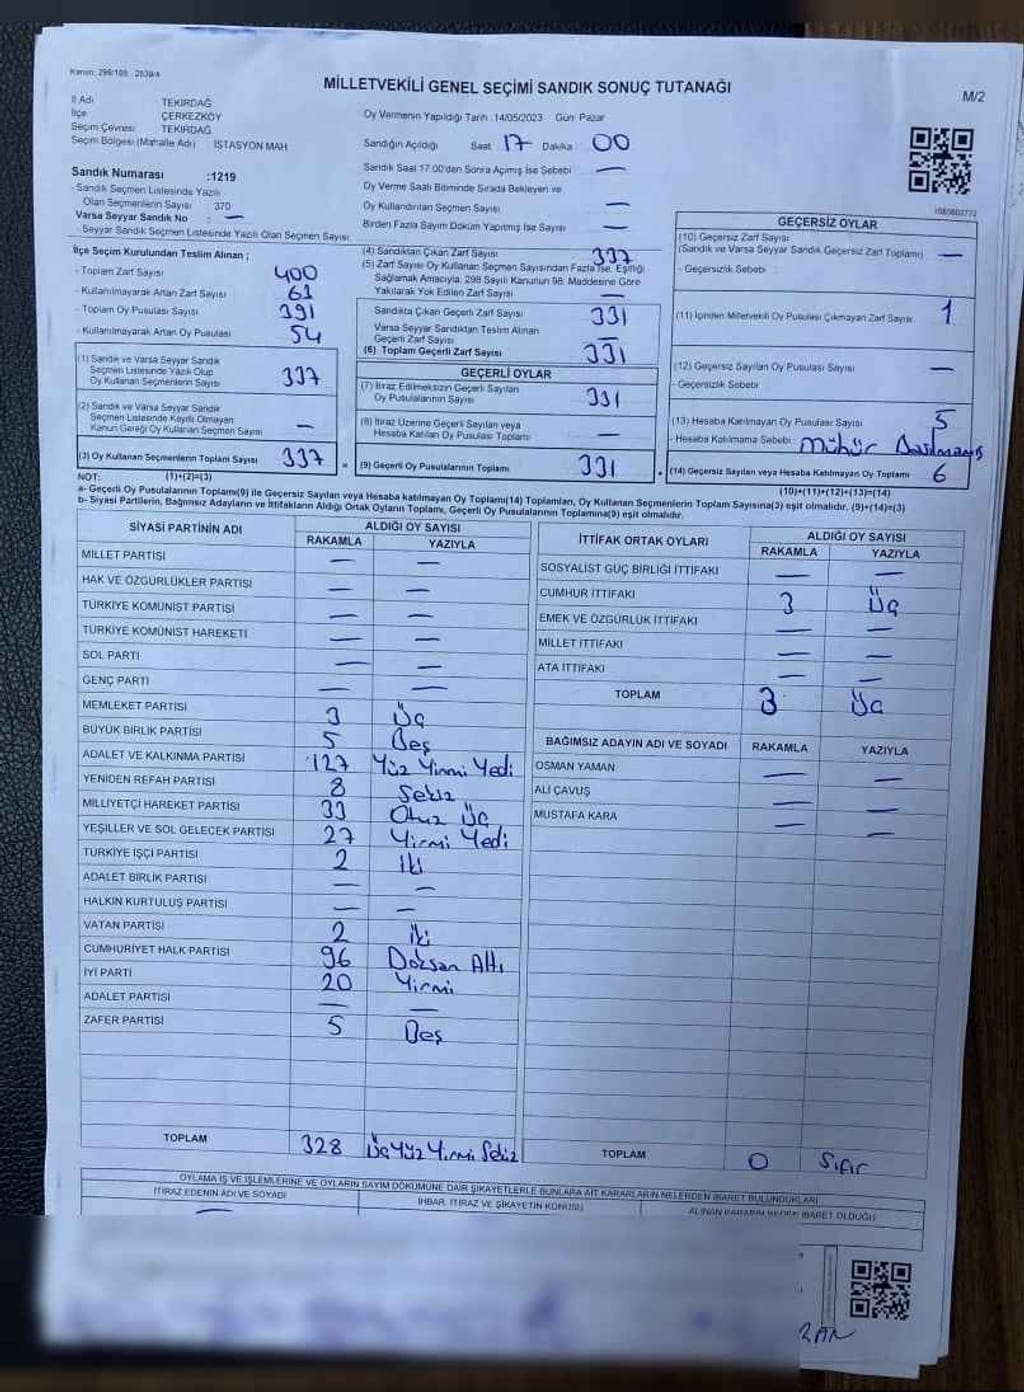 Kanun: 298/105, 2839/4
MİLLETVEKİLİ GENEL SEÇİMİ SANDIK SONUÇ TUTANAĞI
M/2
İl Adı : TEKİRDAĞ
İlçe : ÇERKEZKÖY
Seçim Çevresi : TEKİRDAĞ
Seçim Bölgesi (Mahalle Adı) : İSTASYON MAH
Oy Vermenin Yapıldığı Tarih :14/05/2023 Gün: Pazar
Sandığın Açıldığı Saat 17 Dakika : 00
Sandık Saat 17.00'den Sonra Açılmış İse Sebebi —
Oy Verme Saati Bitiminde Sırada Bekleyen ve
Oy Kullandırılan Seçmen Sayısı —
Birden Fazla Sayım Döküm Yapılmış İse Sayısı —
Sandık Numarası :1219
- Sandık Seçmen Listesinde Yazılı
Olan Seçmenlerin Sayısı 370
Varsa Seyyar Sandık No : —
- Seyyar Sandık Seçmen Listesinde Yazılı Olan Seçmen Sayısı
İlçe Seçim Kurulundan Teslim Alınan ;
- Toplam Zarf Sayısı 400
- Kullanılmayarak Artan Zarf Sayısı 61
- Toplam Oy Pusulası Sayısı 391
- Kullanılmayarak Artan Oy Pusulası 54
(1) Sandık ve Varsa Seyyar Sandık
Seçmen Listesinde Yazılı Olup
Oy Kullanan Seçmenlerin Sayısı 337
(2) Sandık ve Varsa Seyyar Sandık
Seçmen Listesinde Kayıtlı Olmayan
Kanun Gereği Oy Kullanan Seçmen Sayısı —
(3) Oy Kullanan Seçmenlerin Toplam Sayısı 337
(4) Sandıktan Çıkan Zarf Sayısı 337
(5) Zarf Sayısı Oy Kullanan Seçmen Sayısından Fazla İse, Eşitliği
Sağlamak Amacıyla; 298 Sayılı Kanunun 98. Maddesine Göre
Yakılarak Yok Edilen Zarf Sayısı —
Sandıkta Çıkan Geçerli Zarf Sayısı 331
Varsa Seyyar Sandıktan Teslim Alınan
Geçerli Zarf Sayısı —
(6) Toplam Geçerli Zarf Sayısı 331
GEÇERLİ OYLAR
(7) İtiraz Edilmeksizin Geçerli Sayılan
Oy Pusulalarının Sayısı 331
(8) İtiraz Üzerine Geçerli Sayılan veya
Hesaba Katılan Oy Pusulası Toplamı —
= (9) Geçerli Oy Pusulalarının Toplamı 331
1085603772
GEÇERSİZ OYLAR
(10) Geçersiz Zarf Sayısı
(Sandık ve Varsa Seyyar Sandık Geçersiz Zarf Toplamı) —
- Geçersizlik Sebebi :
(11) İçinden Milletvekili Oy Pusulası Çıkmayan Zarf Sayısı 1
(12) Geçersiz Sayılan Oy Pusulası Sayısı —
- Geçersizlik Sebebi
(13) Hesaba Katılmayan Oy Pusulası Sayısı 5
- Hesaba Katılmama Sebebi : Mühür Basılmamış
+ (14) Geçersiz Sayılan veya Hesaba Katılmayan Oy Toplamı 6
NOT: (1)+(2)=(3) (10)+(11)+(12)+(13)=(14)
a- Geçerli Oy Pusulalarının Toplamı(9) ile Geçersiz Sayılan veya Hesaba katılmayan Oy Toplamı(14) Toplamları, Oy Kullanan Seçmenlerin Toplam Sayısına(3) eşit olmalıdır. (9)+(14)=(3)
b- Siyasi Partilerin, Bağımsız Adayların ve İttifakların Aldığı Ortak Oyların Toplamı, Geçerli Oy Pusulalarının Toplamına(9) eşit olmalıdır.
SİYASİ PARTİNİN ADI ALDIĞI OY SAYISI
RAKAMLA YAZIYLA
MİLLET PARTİSİ — —
HAK VE ÖZGÜRLÜKLER PARTİSİ — —
TÜRKİYE KOMÜNİST PARTİSİ — —
TÜRKİYE KOMÜNİST HAREKETİ — —
SOL PARTİ — —
GENÇ PARTİ — —
MEMLEKET PARTİSİ 3 Üç
BÜYÜK BİRLİK PARTİSİ 5 Beş
ADALET VE KALKINMA PARTİSİ 127 Yüz Yirmi Yedi
YENİDEN REFAH PARTİSİ 8 Sekiz
MİLLİYETÇİ HAREKET PARTİSİ 33 Otuz Üç
YEŞİLLER VE SOL GELECEK PARTİSİ 27 Yirmi Yedi
TÜRKİYE İŞÇİ PARTİSİ 2 İki
ADALET BİRLİK PARTİSİ — —
HALKIN KURTULUŞ PARTİSİ — —
VATAN PARTİSİ 2 İki
CUMHURİYET HALK PARTİSİ 96 Doksan Altı
İYİ PARTİ 20 Yirmi
ADALET PARTİSİ — —
ZAFER PARTİSİ 5 Beş
TOPLAM 328 Üç Yüz Yirmi Sekiz
İTTİFAK ORTAK OYLARI ALDIĞI OY SAYISI
RAKAMLA YAZIYLA
SOSYALİST GÜÇ BİRLİĞİ İTTİFAKI — —
CUMHUR İTTİFAKI 3 Üç
EMEK VE ÖZGÜRLÜK İTTİFAKI — —
MİLLET İTTİFAKI — —
ATA İTTİFAKI — —
TOPLAM 3 Üç
BAĞIMSIZ ADAYIN ADI VE SOYADI RAKAMLA YAZIYLA
OSMAN YAMAN — —
ALİ ÇAVUŞ — —
MUSTAFA KARA — —
TOPLAM 0 Sıfır
OYLAMA İŞ VE İŞLEMLERİNE VE OYLARIN SAYIM DÖKÜMÜNE DAİR ŞİKAYETLERLE BUNLARA AİT KARARLARIN NELERDEN İBARET BULUNDUKLARI
İTİRAZ EDENİN ADI VE SOYADI İHBAR, İTİRAZ VE ŞİKAYETİN KONUSU ALINAN KARARIN NEDEN İBARET OLDUĞU
—